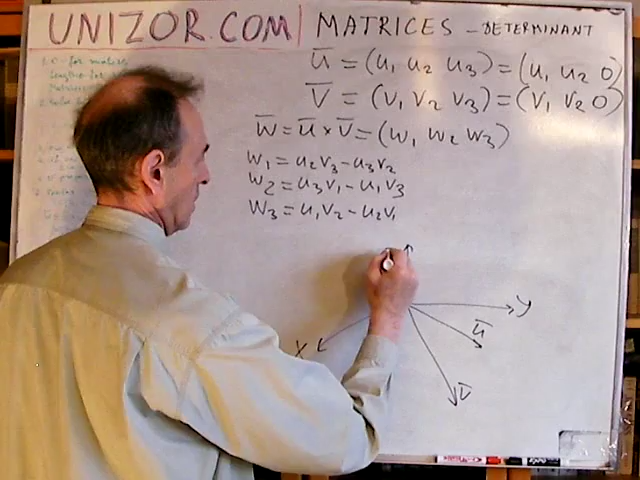 UNIZOR.COM | MATRICES - DETERMINANT
ū = (u₁ u₂ u₃) = (u₁ u₂ 0)
V̄ = (V₁ V₂ V₃) = (V₁ V₂ 0)
W̄ = ū × V̄ = (W₁ W₂ W₃)
W₁ = u₂V₃ - u₃V₂
W₂ = u₃V₁ - u₁V₃
W₃ = u₁V₂ - u₂V₁
y
ū
X
V̄